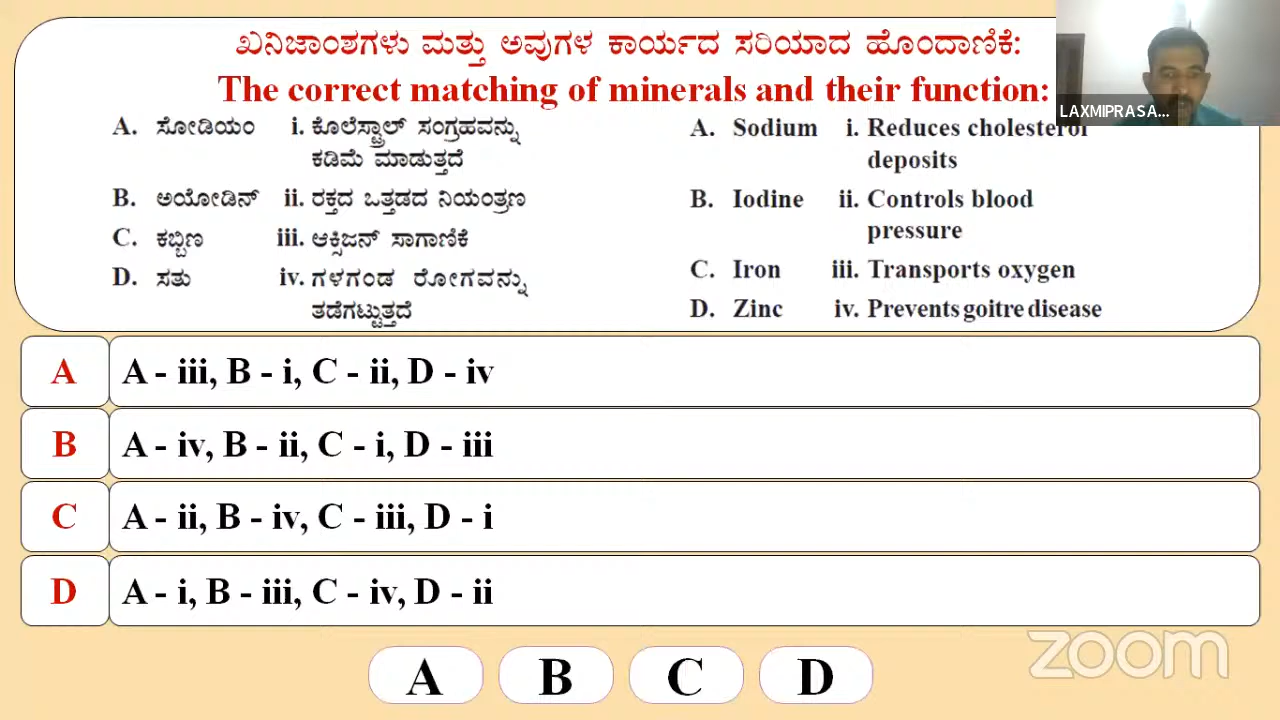 ಖನಿಜಾಂಶಗಳು ಮತ್ತು ಅವುಗಳ ಕಾರ್ಯದ ಸರಿಯಾದ ಹೊಂದಾಣಿಕೆ:
The correct matching of minerals and their function:
LAXMIPRASA...
A. ಸೋಡಿಯಂ i. ಕೊಲೆಸ್ಟ್ರಾಲ್ ಸಂಗ್ರಹವನ್ನು
ಕಡಿಮೆ ಮಾಡುತ್ತದೆ
B. ಅಯೋಡಿನ್ ii. ರಕ್ತದ ಒತ್ತಡದ ನಿಯಂತ್ರಣ
C. ಕಬ್ಬಿಣ iii. ಆಕ್ಸಿಜನ್ ಸಾಗಾಣಿಕೆ
D. ಸತು iv. ಗಳಗಂಡ ರೋಗವನ್ನು
ತಡೆಗಟ್ಟುತ್ತದೆ
A. Sodium i. Reduces cholesterol
deposits
B. Iodine ii. Controls blood
pressure
C. Iron iii. Transports oxygen
D. Zinc iv. Prevents goitre disease
A A - iii, B - i, C - ii, D - iv
B A - iv, B - ii, C - i, D - iii
C A - ii, B - iv, C - iii, D - i
D A - i, B - iii, C - iv, D - ii
zoom
A B C D